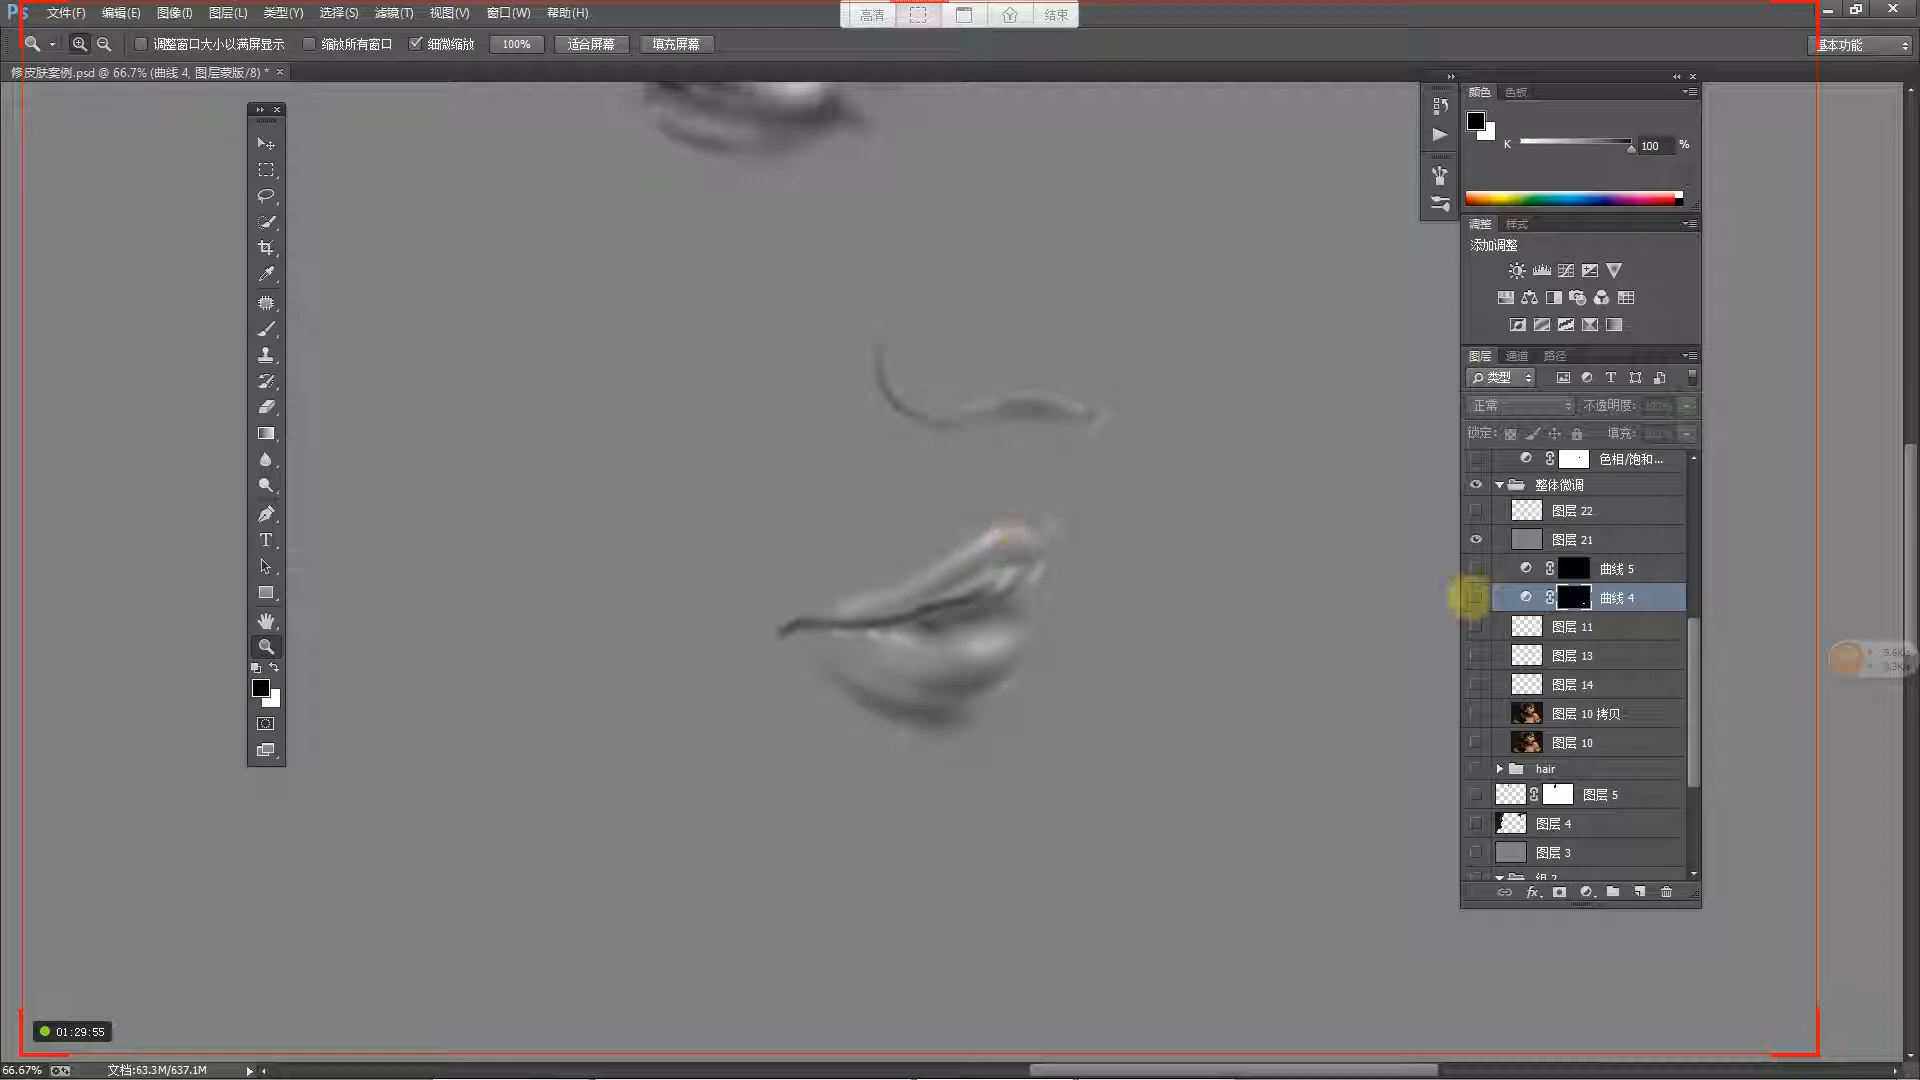 Ps 文件(F) 编辑(E) 图像(I) 图层(L) 类型(Y) 选择(S) 滤镜(T) 视图(V) 窗口(W) 帮助(H)
高清 结束
调整窗口大小以满屏显示 缩放所有窗口 细微缩放 100% 适合屏幕 填充屏幕 基本功能
修皮肤案例.psd @ 66.7% (曲线 4, 图层蒙版/8) * ×
颜色 色板
K 100 %
调整 样式
添加调整
图层 通道 路径
类型
正常 不透明度:
锁定: 填充:
色相/饱和...
整体微调
图层 22
图层 21
曲线 5
曲线 4
图层 11
图层 13
图层 14
图层 10 拷贝
图层 10
hair
图层 5
图层 4
图层 3
组 2
fx
01:29:55
66.67% 文档:63.3M/637.1M